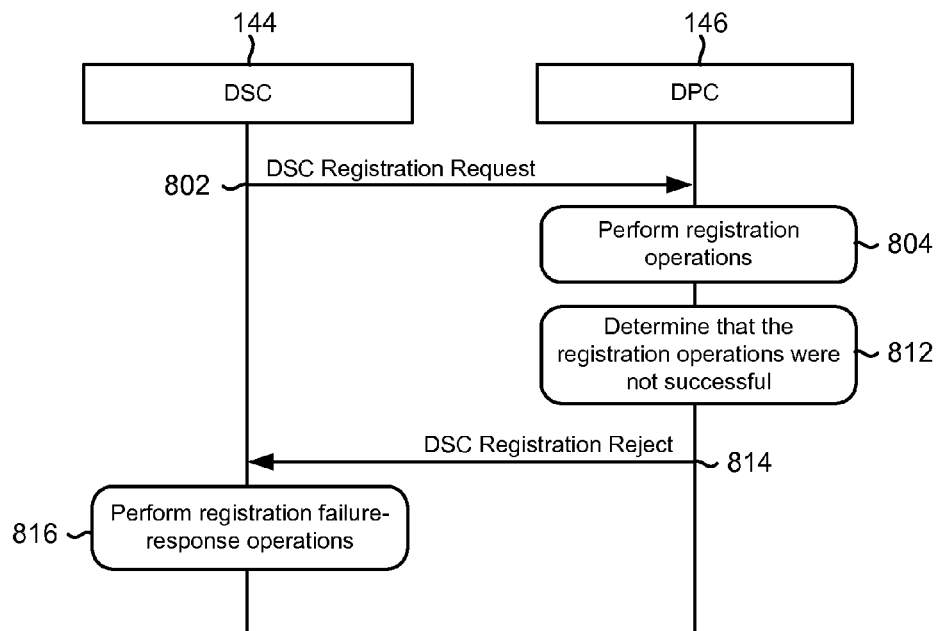 144
146
DSC
DPC
DSC Registration Request
802
Perform registration
operations
804
Determine that the
registration operations were
not successful
812
DSC Registration Reject
814
Perform registration failure-
response operations
816